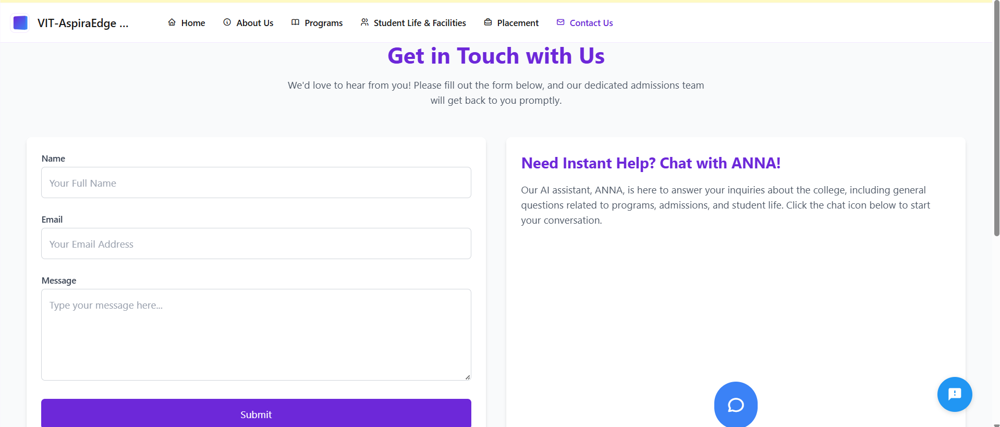 VIT-AspiraEdge ...
Home
About Us
Programs
Student Life & Facilities
Placement
Contact Us
Get in Touch with Us
We'd love to hear from you! Please fill out the form below, and our dedicated admissions team
will get back to you promptly.
Name
Your Full Name
Email
Your Email Address
Message
Type your message here...
Submit
Need Instant Help? Chat with ANNA!
Our AI assistant, ANNA, is here to answer your inquiries about the college, including general
questions related to programs, admissions, and student life. Click the chat icon below to start
your conversation.